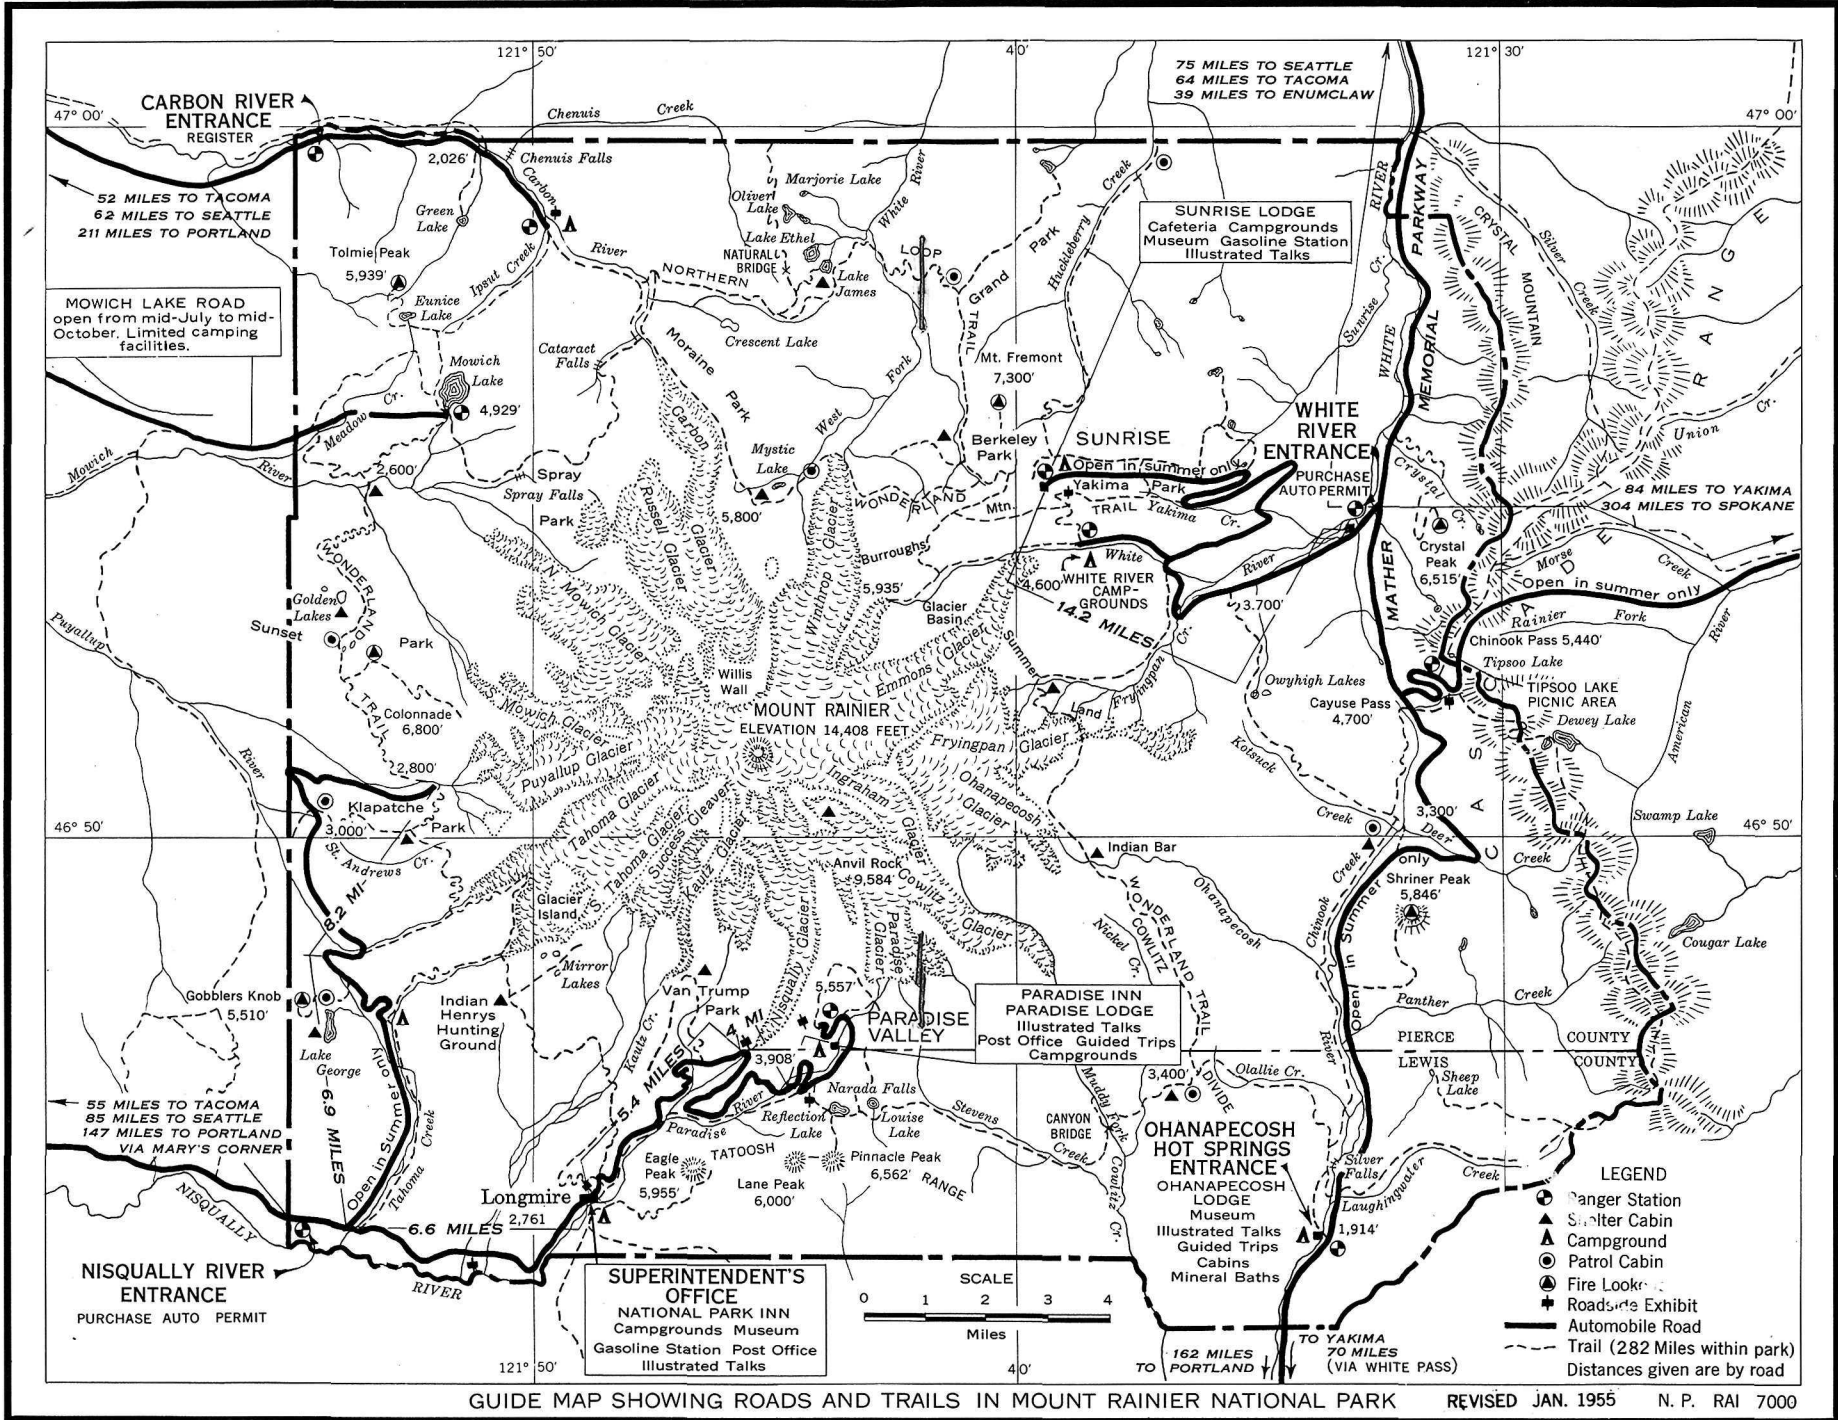 121° 50'
40'
121° 30'
75 MILES TO SEATTLE
64 MILES TO TACOMA
39 MILES TO ENUMCLAW
CARBON RIVER
ENTRANCE
REGISTER
47° 00'
47° 00'
Chenuis Creek
2,026'
Chenuis Falls
Carbon
River
52 MILES TO TACOMA
62 MILES TO SEATTLE
211 MILES TO PORTLAND
Green
Lake
Tolmie Peak
5,939'
Eunice
Lake
Ipsut Creek
Marjorie Lake
Oliver
Lake
Lake Ethel
NATURAL
BRIDGE
Lake
James
White River
NORTHERN
LOOP
TRAIL
Grand Park
Huckleberry Creek
SUNRISE LODGE
Cafeteria Campgrounds
Museum Gasoline Station
Illustrated Talks
RIVER
PARKWAY
CRYSTAL
MOUNTAIN
Silver
Creek
RANGE
MOWICH LAKE ROAD
open from mid-July to mid-
October. Limited camping
facilities.
Mowich
Lake
4,929'
Meadow Cr.
Cataract
Falls
Moraine
Park
Crescent Lake
West
Fork
Mt. Fremont
7,300'
Sunrise Cr.
WHITE
MEMORIAL
Union
Cr.
Mowich
River
2,600'
Spray
Spray Falls
Park
Carbon
Glacier
Russell Glacier
Mystic
Lake
5,800'
Winthrop Glacier
Berkeley
Park
SUNRISE
Open in summer only
Yakima Park
WONDERLAND
TRAIL
Yakima Cr.
Mtn.
Burroughs
WHITE
RIVER
ENTRANCE
PURCHASE
AUTO PERMIT
Crystal
Cr.
84 MILES TO YAKIMA
304 MILES TO SPOKANE
Crystal
Peak
6,515'
Morse
Creek
Open in summer only
Rainier Fork
American
River
Chinook Pass 5,440'
Tipsoo Lake
TIPSOO LAKE
PICNIC AREA
Dewey Lake
WONDERLAND
TRAIL
Golden
Lakes
Sunset
Park
Puyallup
River
N. Mowich Glacier
S. Mowich Glacier
Colonnade
6,800'
Puyallup Glacier
Willis
Wall
MOUNT RAINIER
ELEVATION 14,408 FEET
5,935'
Glacier
Basin
Emmons Glacier
White
River
4,600'
WHITE RIVER
CAMP-
GROUNDS
14.2 MILES
3,700'
Summer
Land
Fryingpan
Cr.
Fryingpan Glacier
Owyhigh Lakes
Cayuse Pass
4,700'
Kotsuck
Creek
MATHER
CASCADE
2,800'
Klapatche
Park
3,000'
46° 50'
46° 50'
St. Andrews
Cr.
Tahoma Glacier
S. Tahoma Glacier
Success Cleaver
Kautz Glacier
Ingraham
Glacier
Ohanapecosh
Glacier
3,300'
Deer
Creek
Swamp Lake
Anvil Rock
9,584'
Cowlitz Glacier
Indian Bar
Ohanapecosh
Chinook Creek
only
Open in Summer
Shriner Peak
5,846'
Cougar Lake
8.2 MI
Glacier
Island
Mirror
Lakes
Nisqually Glacier
Paradise
Glacier
Paradise
WONDERLAND
TRAIL
COWLITZ
DIVIDE
Nickel
Cr.
Gobblers Knob
5,510'
Lake
George
Indian
Henrys
Hunting
Ground
Van Trump
Park
Kautz Cr.
5,557'
PARADISE
VALLEY
4 MI
3,908'
5.4 MILES
PARADISE INN
PARADISE LODGE
Illustrated Talks
Post Office Guided Trips
Campgrounds
Panther
Creek
PIERCE COUNTY
LEWIS COUNTY
Sheep
Lake
River
Olallie Cr.
3,400'
Open in Summer only
6.9 MILES
Tahoma Creek
55 MILES TO TACOMA
85 MILES TO SEATTLE
147 MILES TO PORTLAND
VIA MARY'S CORNER
Paradise
River
Narada Falls
Reflection
Lake
Louise
Lake
Stevens
Creek
CANYON
BRIDGE
Muddy Fork
Cowlitz Cr.
Eagle
Peak
5,955'
TATOOSH
RANGE
Lane Peak
6,000'
Pinnacle Peak
6,562'
OHANAPECOSH
HOT SPRINGS
ENTRANCE
OHANAPECOSH
LODGE
Museum
Illustrated Talks
Guided Trips
Cabins
Mineral Baths
Silver
Falls
Laughingwater
Creek
1,914'
NISQUALLY
RIVER
6.6 MILES
Longmire
2,761
NISQUALLY RIVER
ENTRANCE
PURCHASE AUTO PERMIT
SUPERINTENDENT'S
OFFICE
NATIONAL PARK INN
Campgrounds Museum
Gasoline Station Post Office
Illustrated Talks
SCALE
0 1 2 3 4
Miles
LEGEND
Ranger Station
Shelter Cabin
Campground
Patrol Cabin
Fire
Roadside Exhibit
Automobile Road
Trail (282 Miles within park)
Distances given are by road
162 MILES
TO PORTLAND
TO YAKIMA
70 MILES
(VIA WHITE PASS)
121° 50'
40'
GUIDE MAP SHOWING ROADS AND TRAILS IN MOUNT RAINIER NATIONAL PARK
REVISED JAN. 1955
N. P. RAI 7000